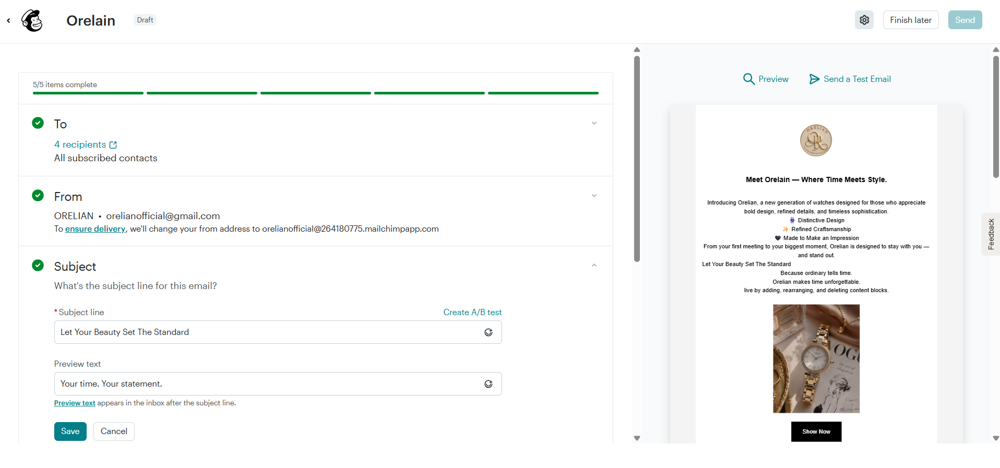 Orelain
Draft
Finish later
Send
5/5 items complete
To
4 recipients
All subscribed contacts
From
ORELIAN • orelianofficial@gmail.com
To ensure delivery, we'll change your from address to orelianofficial@264180775.mailchimpapp.com
Subject
What's the subject line for this email?
* Subject line
Create A/B test
Let Your Beauty Set The Standard
Preview text
Your time. Your statement.
Preview text appears in the inbox after the subject line.
Save
Cancel
Preview
Send a Test Email
ORELIAN
Meet Orelain — Where Time Meets Style.
Introducing Orelian, a new generation of watches designed for those who appreciate
bold design, refined details, and timeless sophistication.
⌚ Distinctive Design
✨ Refined Craftsmanship
🖤 Made to Make an Impression
From your first meeting to your biggest moment, Orelian is designed to stay with you —
and stand out.
Let Your Beauty Set The Standard
Because ordinary tells time.
Orelian makes time unforgettable.
live by adding, rearranging, and deleting content blocks.
the art of
elegance
Show Now
Feedback